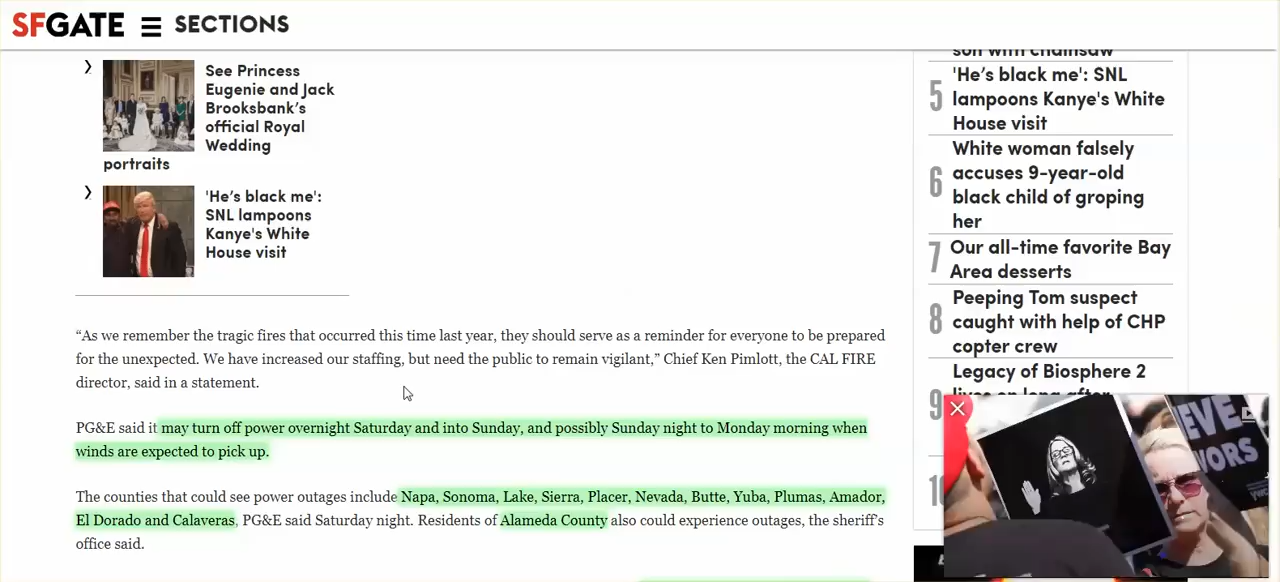 SFGATE ☰ SECTIONS
See Princess
Eugenie and Jack
Brooksbank's
official Royal
Wedding
portraits
'He's black me':
SNL lampoons
Kanye's White
House visit
“As we remember the tragic fires that occurred this time last year, they should serve as a reminder for everyone to be prepared
for the unexpected. We have increased our staffing, but need the public to remain vigilant,” Chief Ken Pimlott, the CAL FIRE
director, said in a statement.
PG&E said it may turn off power overnight Saturday and into Sunday, and possibly Sunday night to Monday morning when
winds are expected to pick up.
The counties that could see power outages include Napa, Sonoma, Lake, Sierra, Placer, Nevada, Butte, Yuba, Plumas, Amador,
El Dorado and Calaveras, PG&E said Saturday night. Residents of Alameda County also could experience outages, the sheriff's
office said.
son with chainsaw
5 'He's black me': SNL
lampoons Kanye's White
House visit
6 White woman falsely
accuses 9-year-old
black child of groping
her
7 Our all-time favorite Bay
Area desserts
8 Peeping Tom suspect
caught with help of CHP
copter crew
9 Legacy of Biosphere 2
lives on long after